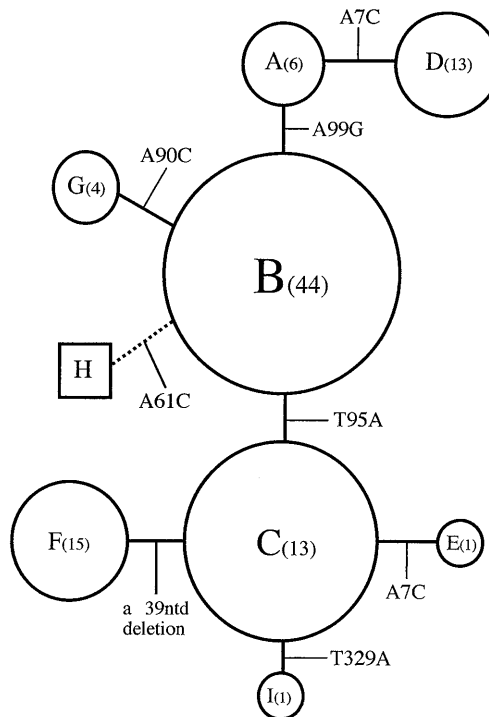 A7C
A(6)
D(13)
A99G
A90C
G(4)
B(44)
H
A61C
T95A
F(15)
C(13)
E(1)
A7C
a 39ntd
deletion
T329A
I(1)